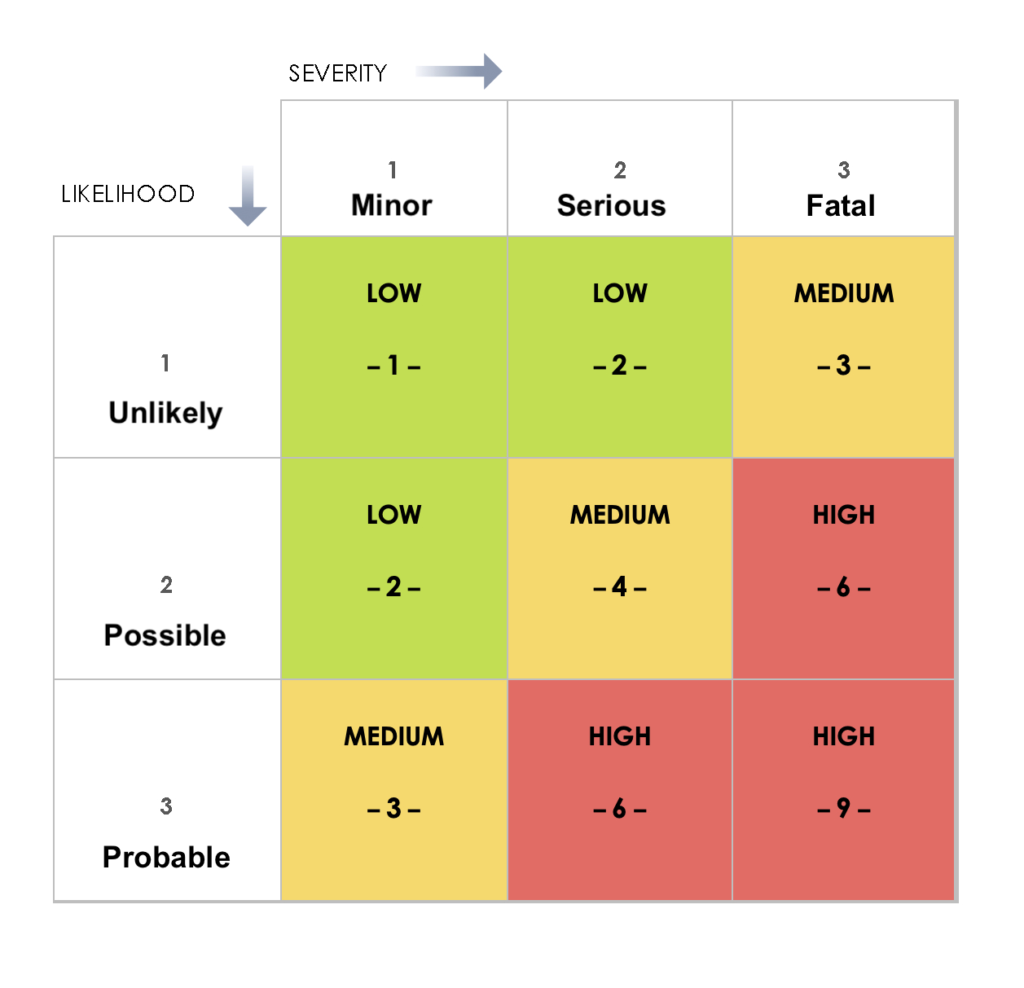 SEVERITY
LIKELIHOOD
1 2 3
Minor Serious Fatal
LOW LOW MEDIUM
1 – 1 – – 2 – – 3 –
Unlikely
LOW MEDIUM HIGH
2 – 2 – – 4 – – 6 –
Possible
MEDIUM HIGH HIGH
3 – 3 – – 6 – – 9 –
Probable